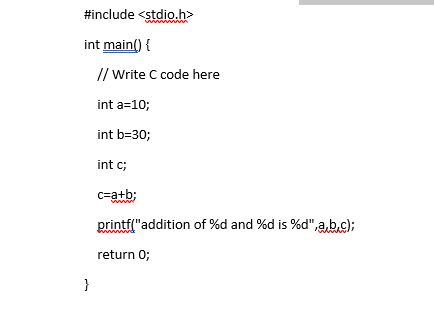 #include <stdio.h>
int main() {
// Write C code here
int a=10;
int b=30;
int c;
c=a+b;
printf("addition of %d and %d is %d",a,b,c);
return 0;
}